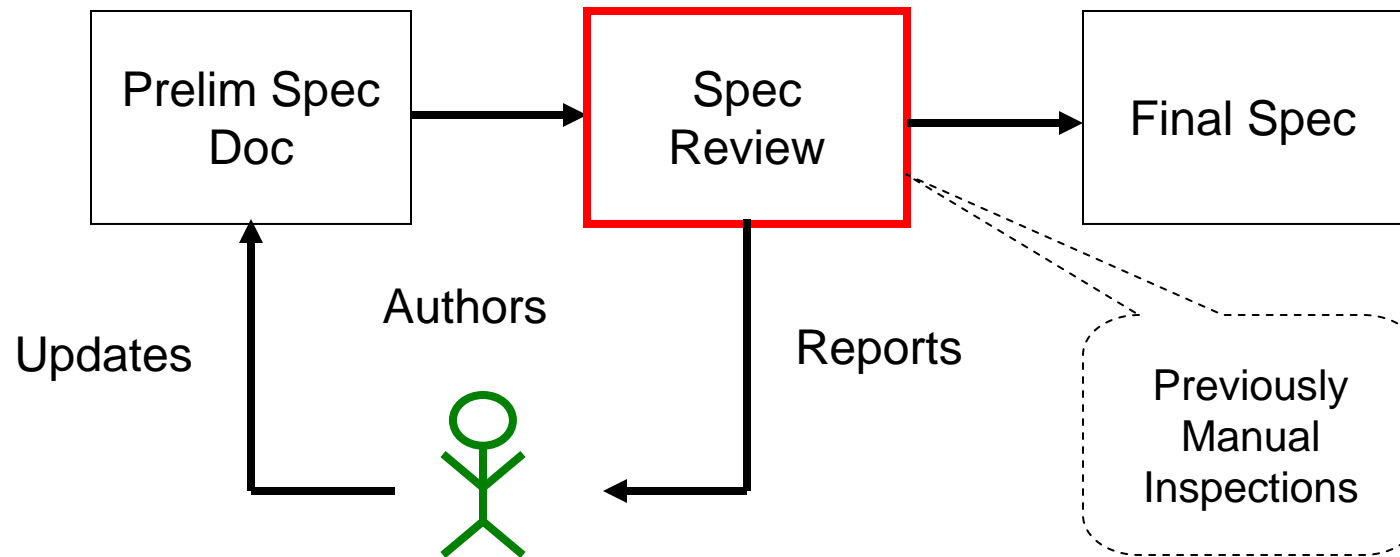 Prelim Spec
Doc
Spec
Review
Final Spec
Authors
Updates
Reports
Previously
Manual
Inspections